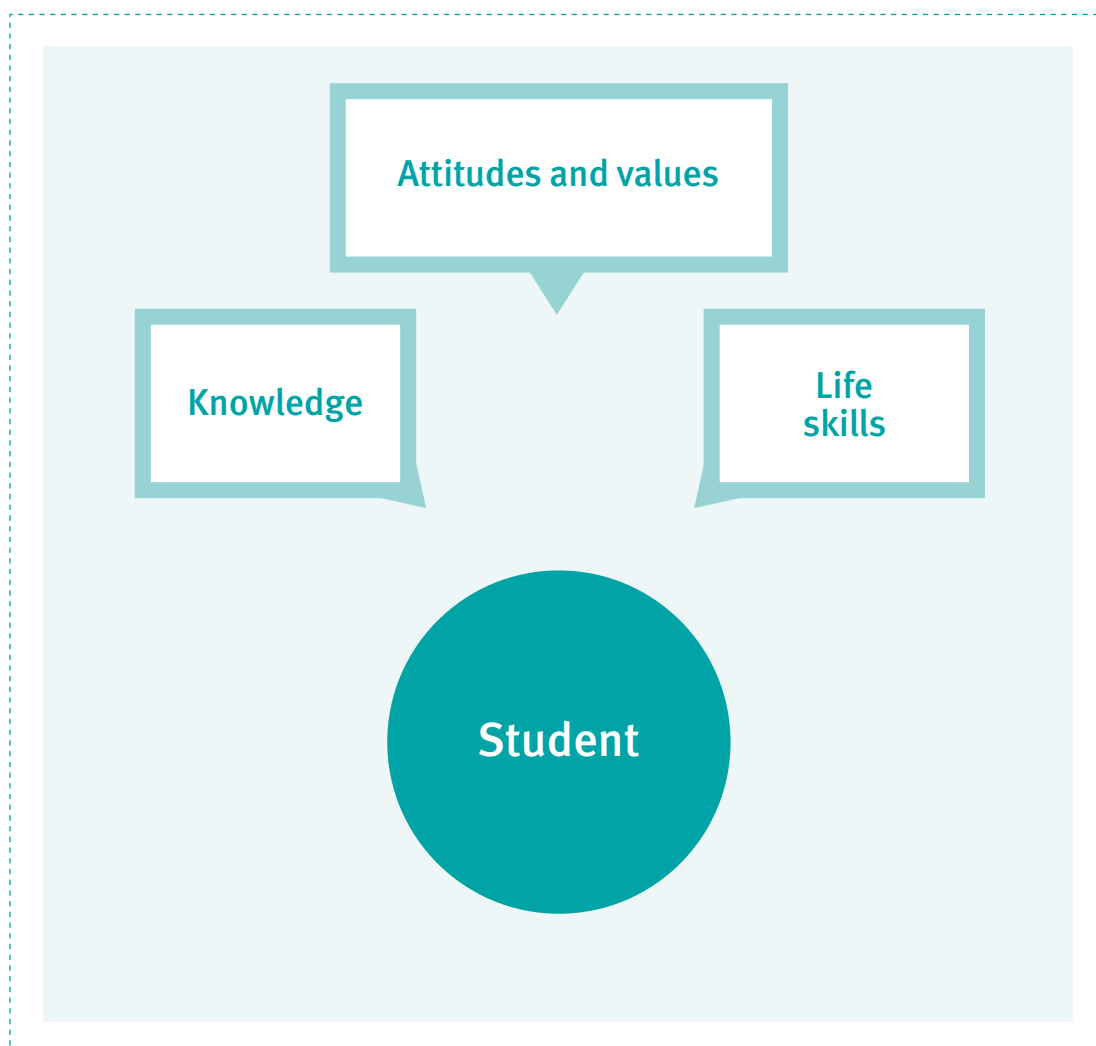 Attitudes and values
Knowledge
Life
skills
Student